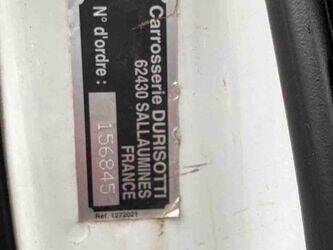 Carrosserie DURISOTTI
62430 SALLAUMINES
FRANCE
N° d'ordre :
156845
Ref. 1272021